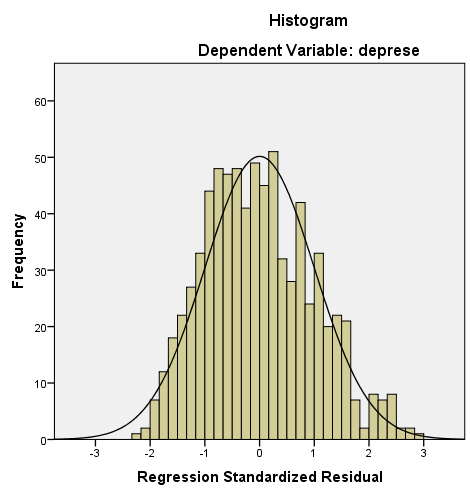 Histogram
Dependent Variable: deprese
Frequency
60
50
40
30
20
10
0
-3 -2 -1 0 1 2 3
Regression Standardized Residual